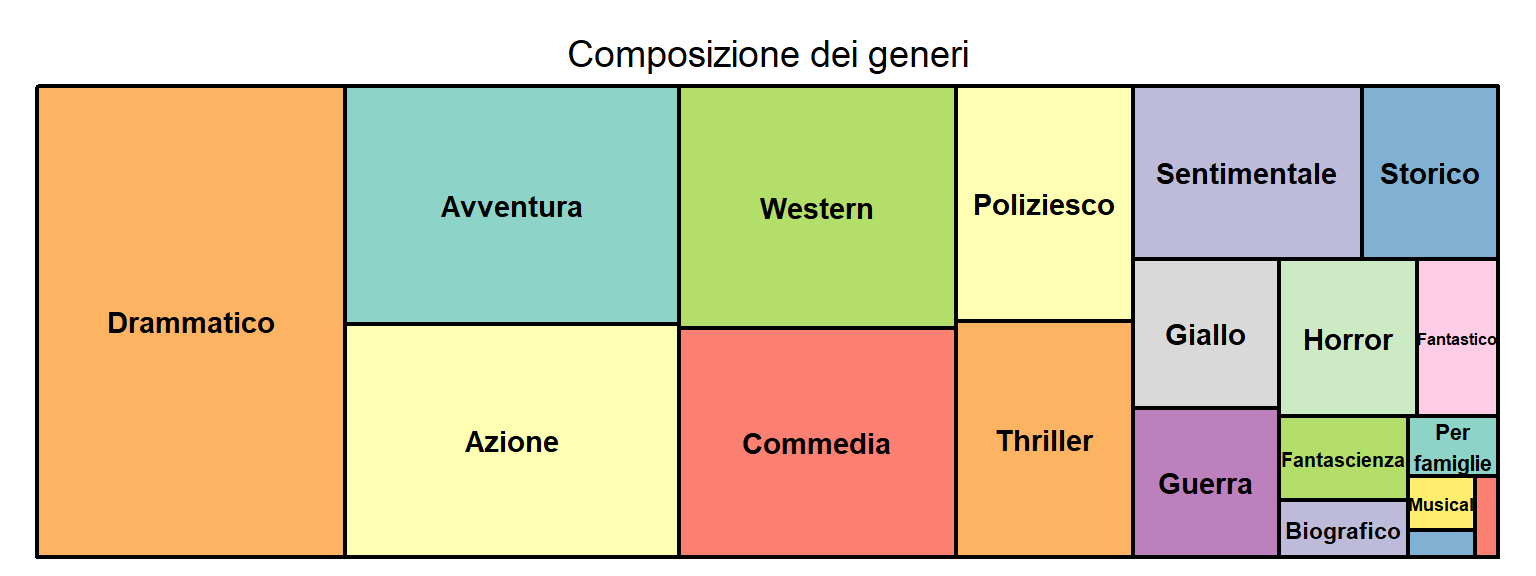 Composizione dei generi
Drammatico
Avventura
Azione
Western
Commedia
Poliziesco
Thriller
Sentimentale
Storico
Giallo
Guerra
Horror
Fantastico
Fantascienza
Biografico
Per
famiglie
Musical